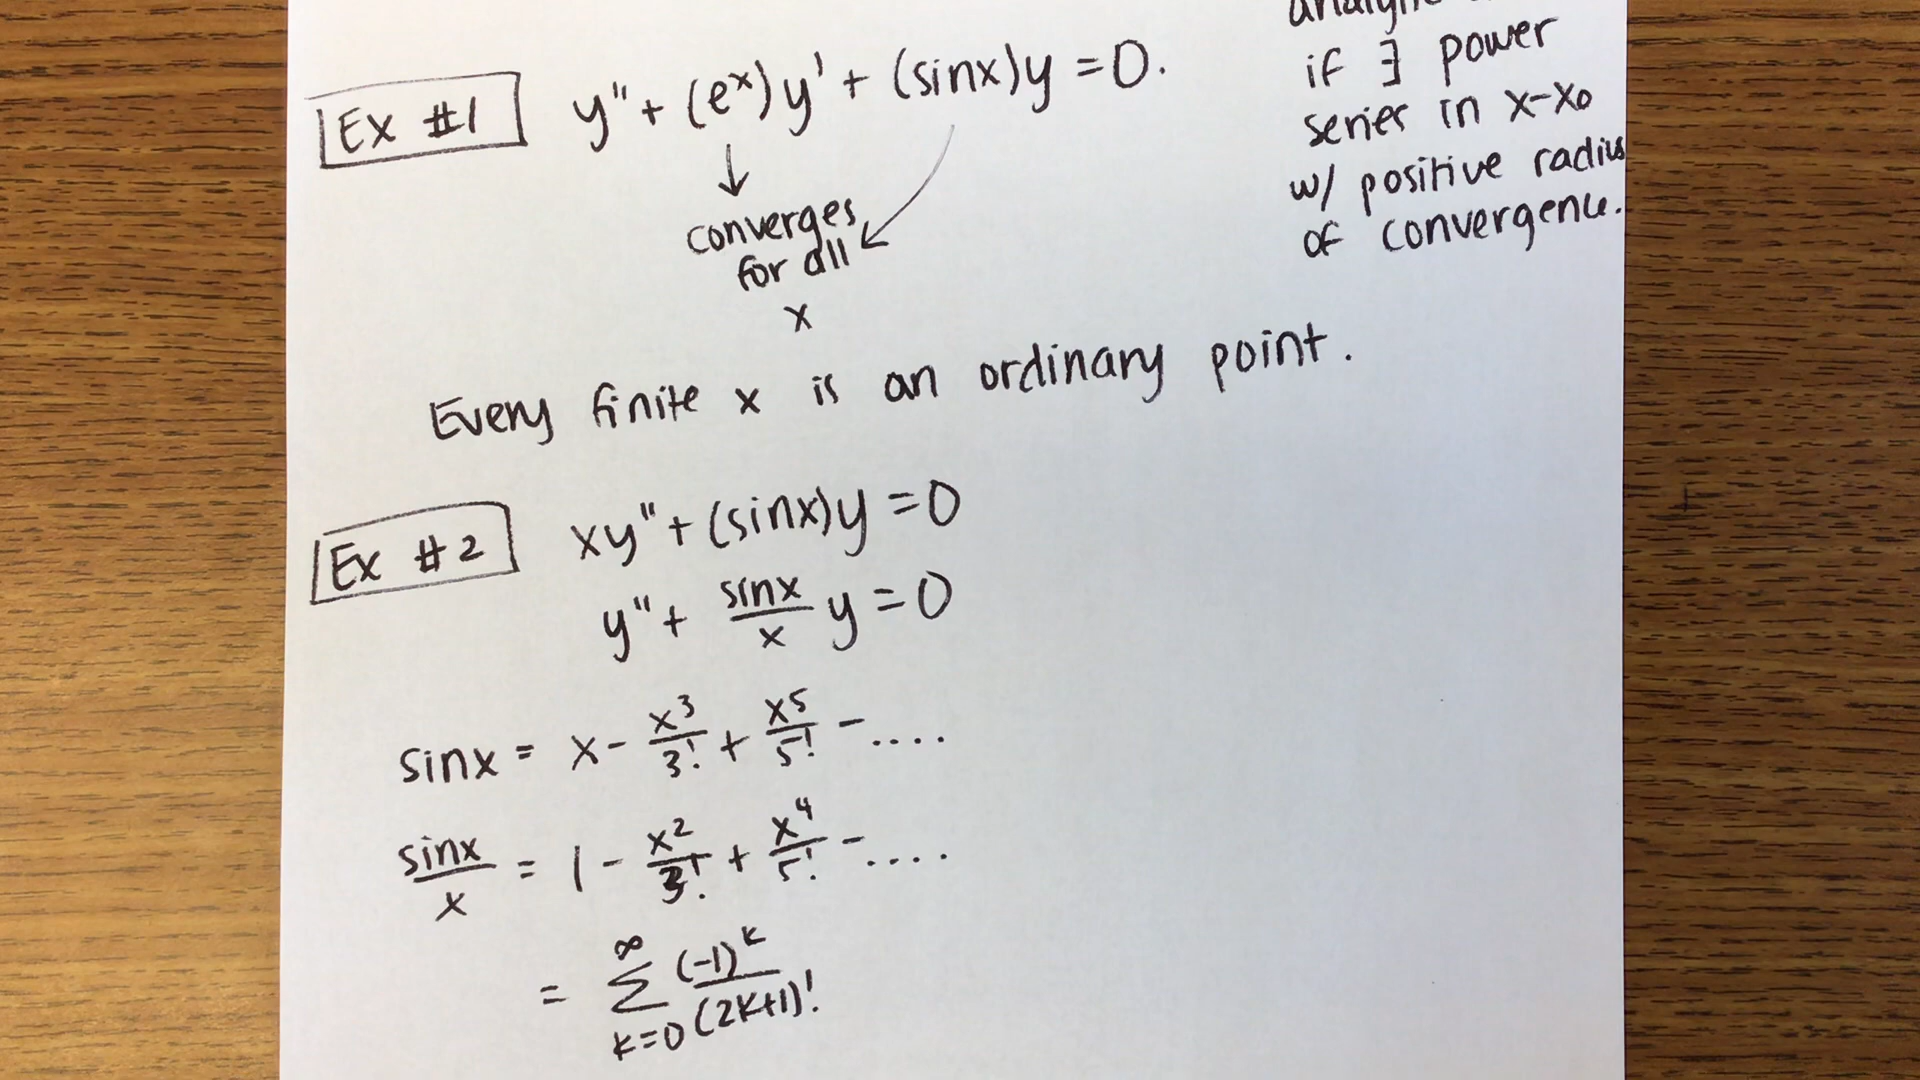 analytic
if ∃ power
series in x-x₀
w/ positive radius
of convergence.
Ex #1 y'' + (eˣ)y' + (sinx)y = 0.
converges
for all
x
Every finite x is an ordinary point.
Ex #2 xy'' + (sinx)y = 0
y'' + sinx/x y = 0
sinx = x - x³/3! + x⁵/5! - ....
sinx/x = 1 - x²/3! + x⁴/5! - ....
= ∑_{k=0}^{∞} (-1)^k/(2k+1)!